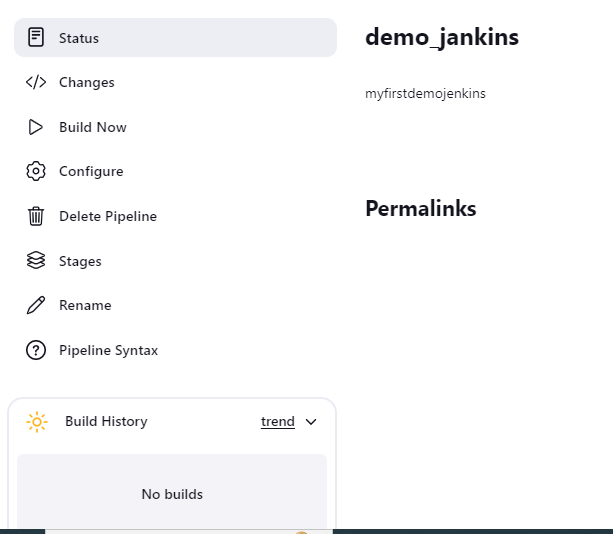 Status
Changes
Build Now
Configure
Delete Pipeline
Stages
Rename
Pipeline Syntax
Build History trend
No builds
demo_jankins
myfirstdemojenkins
Permalinks